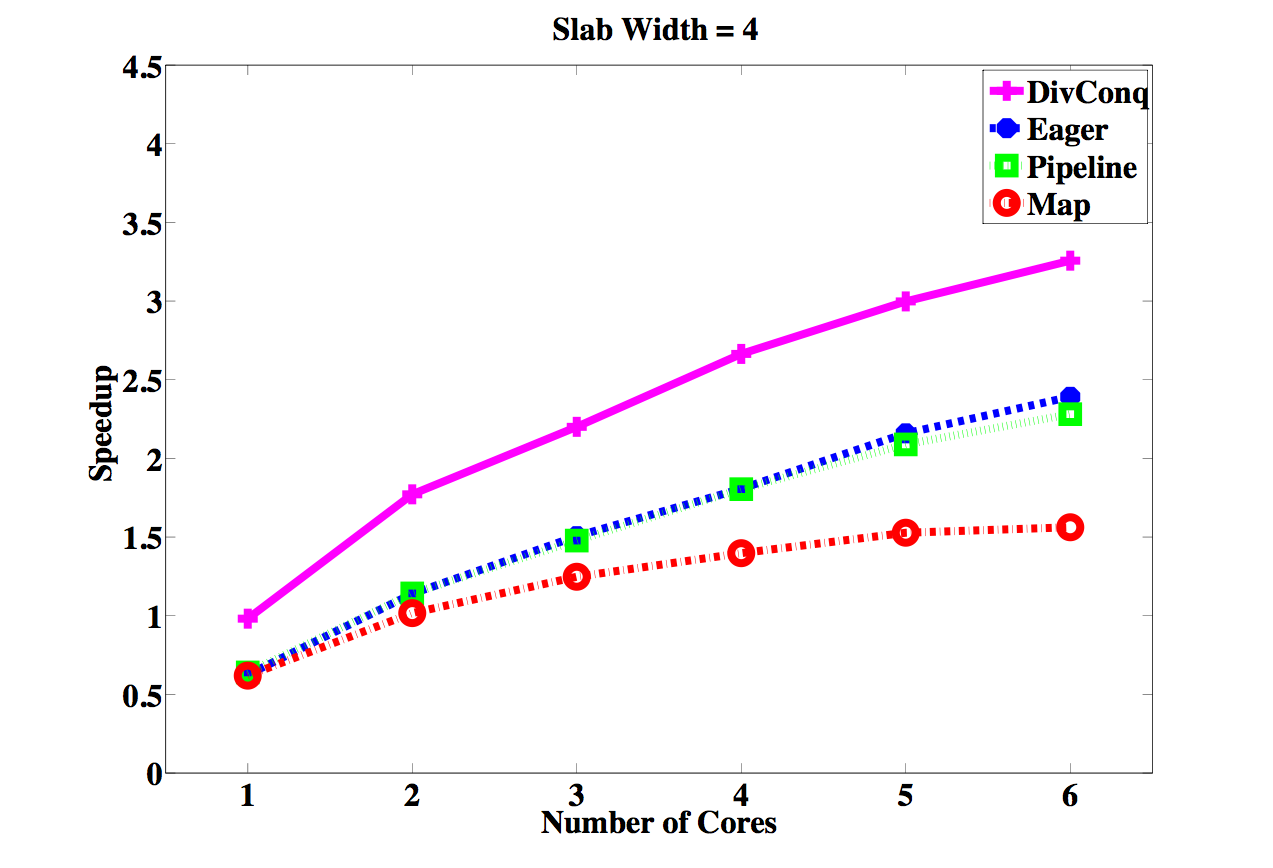 Slab Width = 4
4.5
4
3.5
3
2.5
2
1.5
1
0.5
0
Speedup
DivConq
Eager
Pipeline
Map
1 2 3 4 5 6
Number of Cores